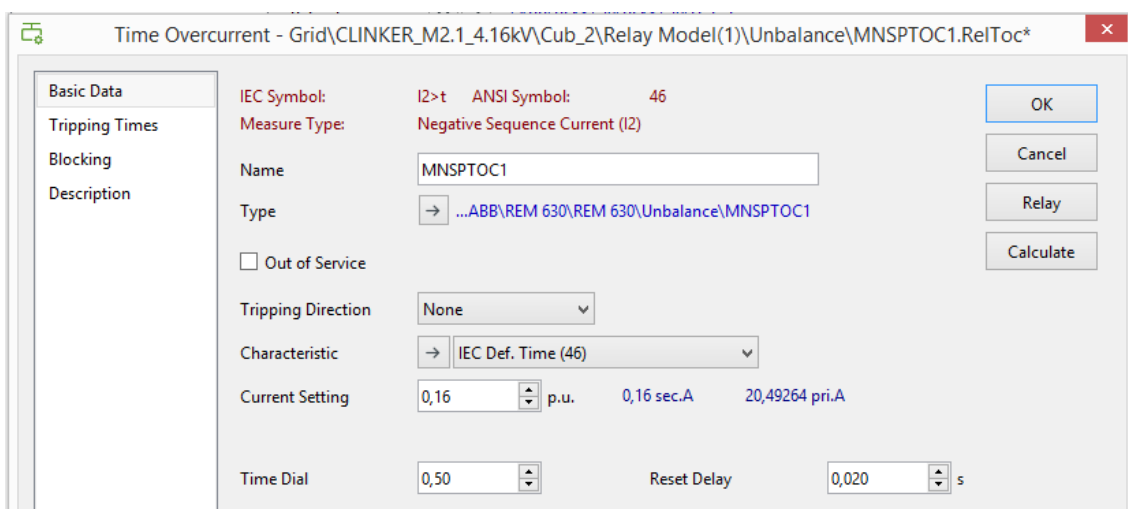 Time Overcurrent - Grid\CLINKER_M2.1_4.16kV\Cub_2\Relay Model(1)\Unbalance\MNSPTOC1.RelToc*
Basic Data
Tripping Times
Blocking
Description
IEC Symbol: I2>t ANSI Symbol: 46
Measure Type: Negative Sequence Current (I2)
Name MNSPTOC1
Type ...ABB\REM 630\REM 630\Unbalance\MNSPTOC1
Out of Service
Tripping Direction None
Characteristic IEC Def. Time (46)
Current Setting 0,16 p.u. 0,16 sec.A 20,49264 pri.A
Time Dial 0,50 Reset Delay 0,020 s
OK
Cancel
Relay
Calculate